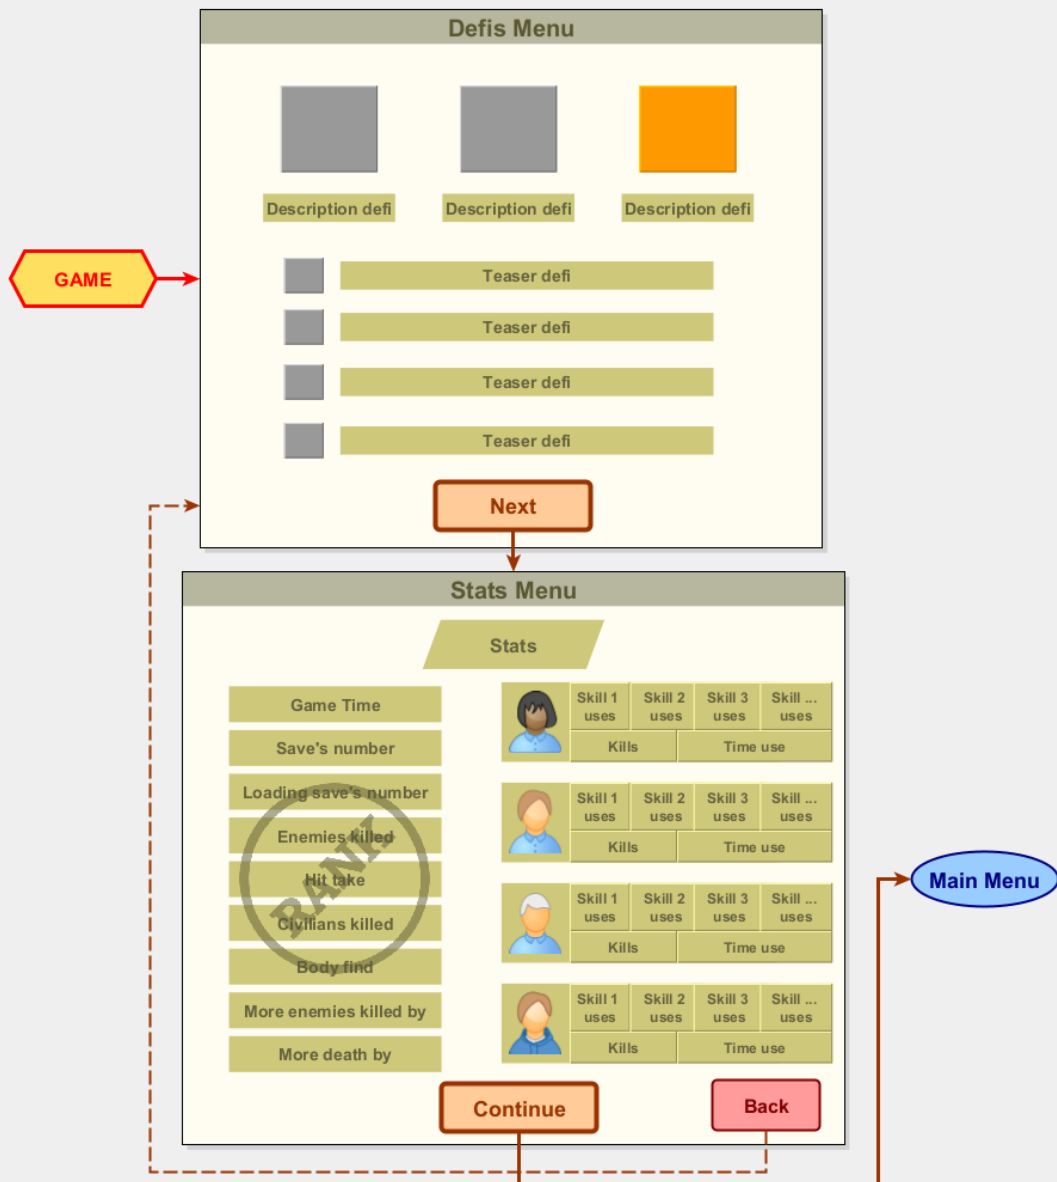 Defis Menu
Description defi
Description defi
Description defi
GAME
Teaser defi
Teaser defi
Teaser defi
Teaser defi
Next
Stats Menu
Stats
Game Time
Save's number
Loading save's number
Enemies killed
Hit take
Civilians killed
Body find
More enemies killed by
More death by
RANK
Skill 1
uses
Skill 2
uses
Skill 3
uses
Skill ...
uses
Kills
Time use
Skill 1
uses
Skill 2
uses
Skill 3
uses
Skill ...
uses
Kills
Time use
Skill 1
uses
Skill 2
uses
Skill 3
uses
Skill ...
uses
Kills
Time use
Skill 1
uses
Skill 2
uses
Skill 3
uses
Skill ...
uses
Kills
Time use
Main Menu
Continue
Back